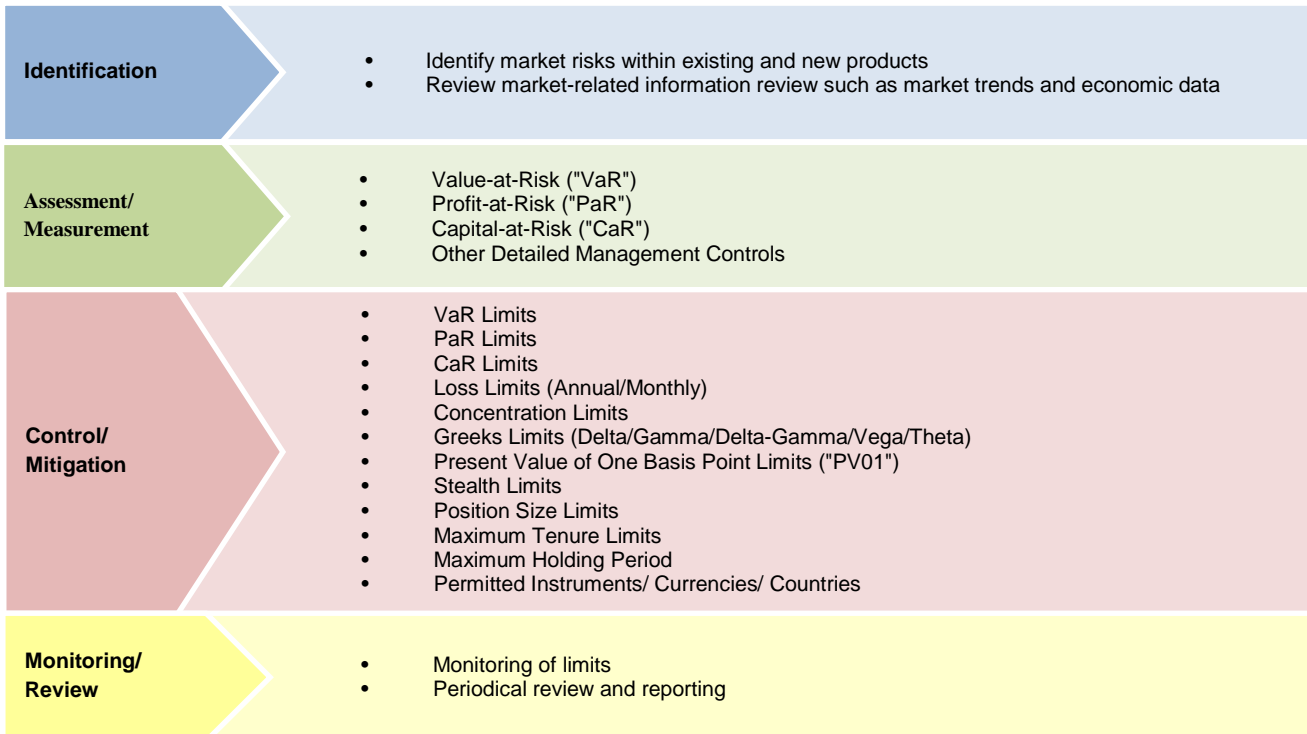 Identification
• Identify market risks within existing and new products
• Review market-related information review such as market trends and economic data
Assessment/
Measurement
• Value-at-Risk ("VaR")
• Profit-at-Risk ("PaR")
• Capital-at-Risk ("CaR")
• Other Detailed Management Controls
Control/
Mitigation
• VaR Limits
• PaR Limits
• CaR Limits
• Loss Limits (Annual/Monthly)
• Concentration Limits
• Greeks Limits (Delta/Gamma/Delta-Gamma/Vega/Theta)
• Present Value of One Basis Point Limits ("PV01")
• Stealth Limits
• Position Size Limits
• Maximum Tenure Limits
• Maximum Holding Period
• Permitted Instruments/ Currencies/ Countries
Monitoring/
Review
• Monitoring of limits
• Periodical review and reporting